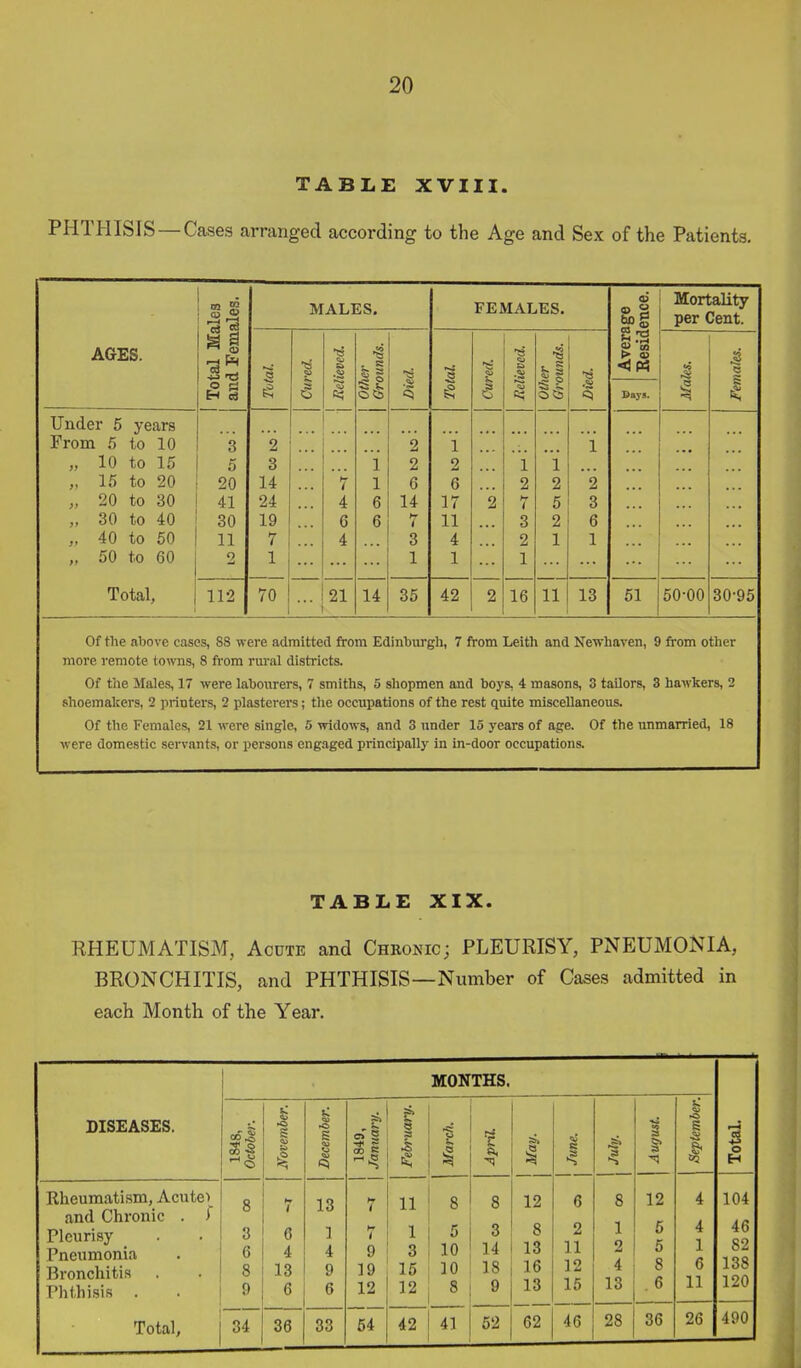 20
TABLE XVIII.
PHTHISIS—Cases arranged according to the Age and Sex of the Patients.
AGES. | Total Males and Females. | MALES. | FEMALES. | Average Residence. | Mortality per Cent.
Total. | Cured. | Relieved. | Other Grounds. | Died. | Total. | Cured. | Relieved. | Other Grounds. | Died. | Days. | Males. | Females.
Under 5 years | ... | ... | ... | ... | ... | ... | ... | ... | ... | ... | ... | ... | ... | ...
From 5 to 10 | 3 | 2 | ... | ... | ... | 2 | 1 | ... | ... | ... | 1 | ... | ... | ...
„ 10 to 15 | 5 | 3 | ... | ... | 1 | 2 | 2 | ... | 1 | 1 | ... | ... | ... | ...
„ 15 to 20 | 20 | 14 | ... | 7 | 1 | 6 | 6 | ... | 2 | 2 | 2 | ... | ... | ...
„ 20 to 30 | 41 | 24 | ... | 4 | 6 | 14 | 17 | 2 | 7 | 5 | 3 | ... | ... | ...
„ 30 to 40 | 30 | 19 | ... | 6 | 6 | 7 | 11 | ... | 3 | 2 | 6 | ... | ... | ...
„ 40 to 50 | 11 | 7 | ... | 4 | ... | 3 | 4 | ... | 2 | 1 | 1 | ... | ... | ...
„ 50 to 60 | 2 | 1 | ... | ... | ... | 1 | 1 | ... | 1 | ... | ... | ... | ... | ...
Total, | 112 | 70 | ... | 21 | 14 | 35 | 42 | 2 | 16 | 11 | 13 | 51 | 50·00 | 30·95
Of the above cases, 88 were admitted from Edinburgh, 7 from Leith and Newhaven, 9 from other
more remote towns, 8 from rural districts.
Of the Males, 17 were labourers, 7 smiths, 5 shopmen and boys, 4 masons, 3 tailors, 3 hawkers, 2
shoemakers, 2 printers, 2 plasterers; the occupations of the rest quite miscellaneous.
Of the Females, 21 were single, 5 widows, and 3 under 15 years of age. Of the unmarried, 18
were domestic servants, or persons engaged principally in in-door occupations.
TABLE XIX.
RHEUMATISM, Acute and Chronic; PLEURISY, PNEUMONIA,
BRONCHITIS, and PHTHISIS—Number of Cases admitted in
each Month of the Year.
DISEASES. | MONTHS. | Total.
1848, October. | November. | December. | 1849, January. | February. | March. | April. | May. | June. | July. | August. | September.
Rheumatism, Acute and Chronic . } | 8 | 7 | 13 | 7 | 11 | 8 | 8 | 12 | 6 | 8 | 12 | 4 | 104
Pleurisy . . | 3 | 6 | 1 | 7 | 1 | 5 | 3 | 8 | 2 | 1 | 5 | 4 | 46
Pneumonia . | 6 | 4 | 4 | 9 | 3 | 10 | 14 | 13 | 11 | 2 | 5 | 1 | 82
Bronchitis . . | 8 | 13 | 9 | 19 | 15 | 10 | 18 | 16 | 12 | 4 | 8 | 6 | 138
Phthisis . . | 9 | 6 | 6 | 12 | 12 | 8 | 9 | 13 | 15 | 13 | 6 | 11 | 120
Total, | 34 | 36 | 33 | 54 | 42 | 41 | 52 | 62 | 46 | 28 | 36 | 26 | 490